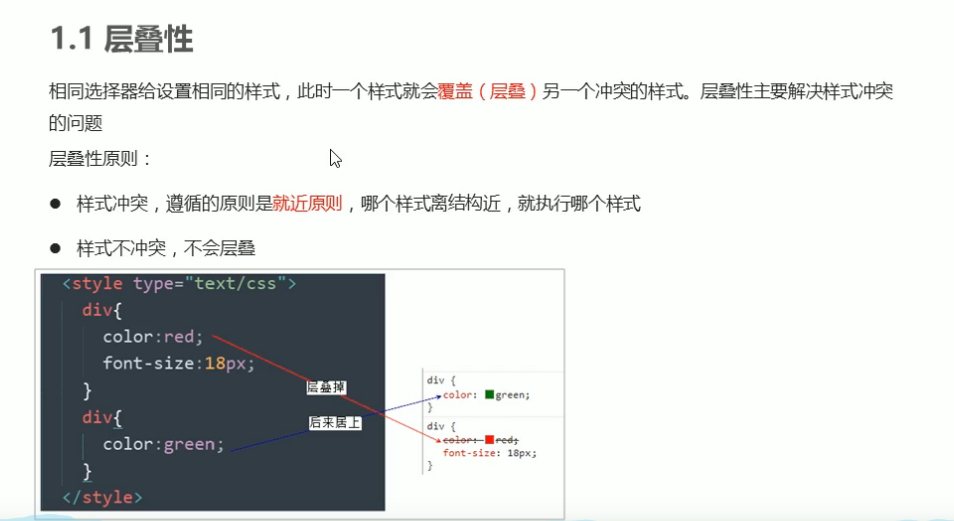 1.1 层叠性
相同选择器给设置相同的样式，此时一个样式就会覆盖（层叠）另一个冲突的样式。层叠性主要解决样式冲突
的问题
层叠性原则：
● 样式冲突，遵循的原则是就近原则，哪个样式离结构近，就执行哪个样式
● 样式不冲突，不会层叠
<style type="text/css">
div{
color:red;
font-size:18px;
}
div{
color:green;
}
</style>
层叠掉
后来居上
div {
color: green;
}
div {
color: red;
font-size: 18px;
}